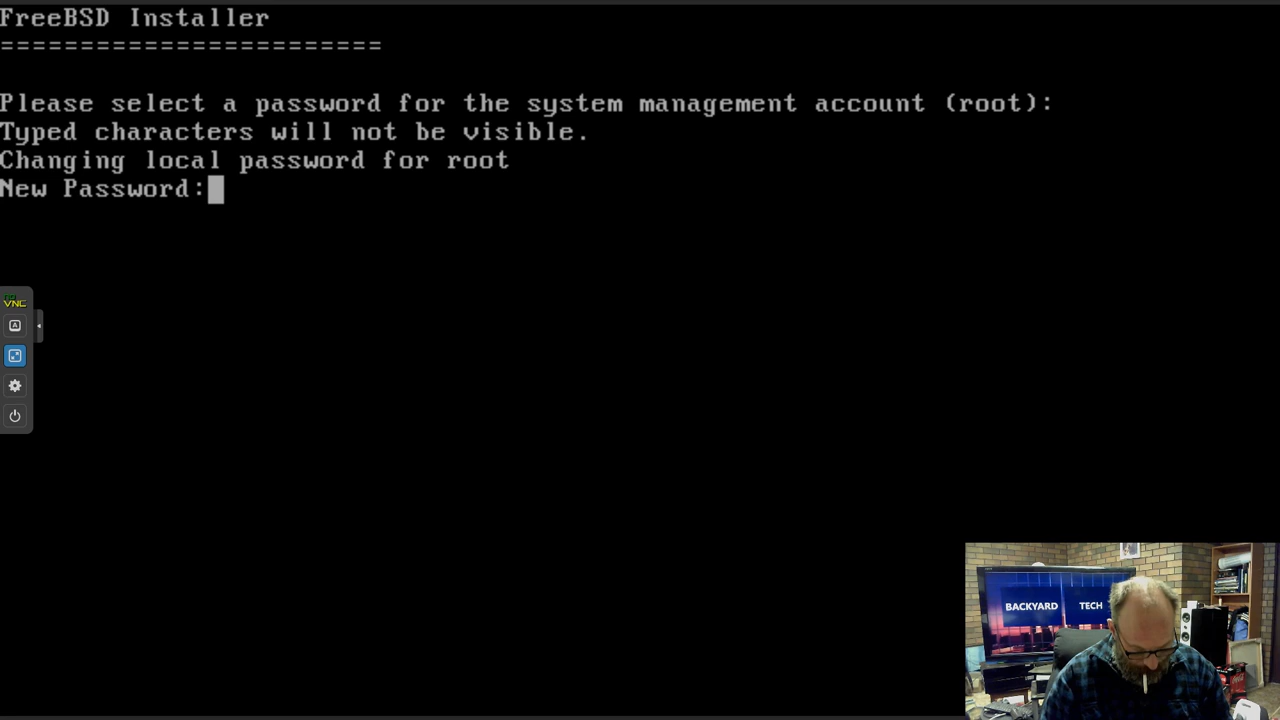 FreeBSD Installer
========================
Please select a password for the system management account (root):
Typed characters will not be visible.
Changing local password for root
New Password:
VNC
A
BACKYARD TECH